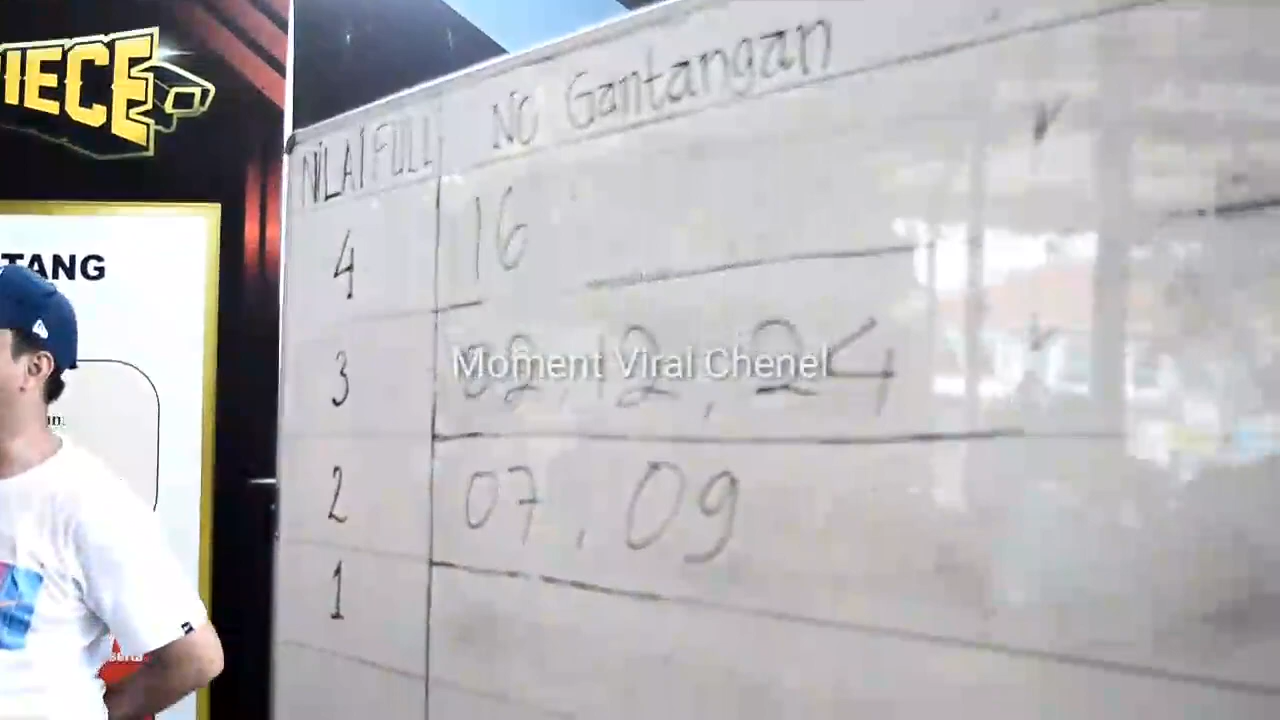 IECE
TANG
NILAI FULL NO Gantangan
4 16
3 02, 12, 24
2 07, 09
1
Moment Viral Chenel